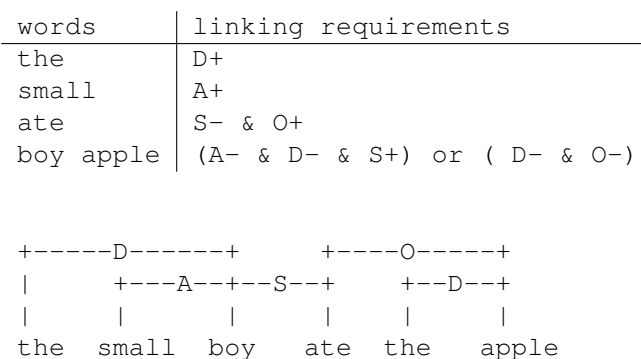 words | linking requirements
the | D+
small | A+
ate | S- & O+
boy apple | (A- & D- & S+) or ( D- & O-)
+-----D------+     +----O-----+
|     +---A--+--S--+    +--D--+
|     |      |     |    |     |
the  small  boy   ate  the   apple